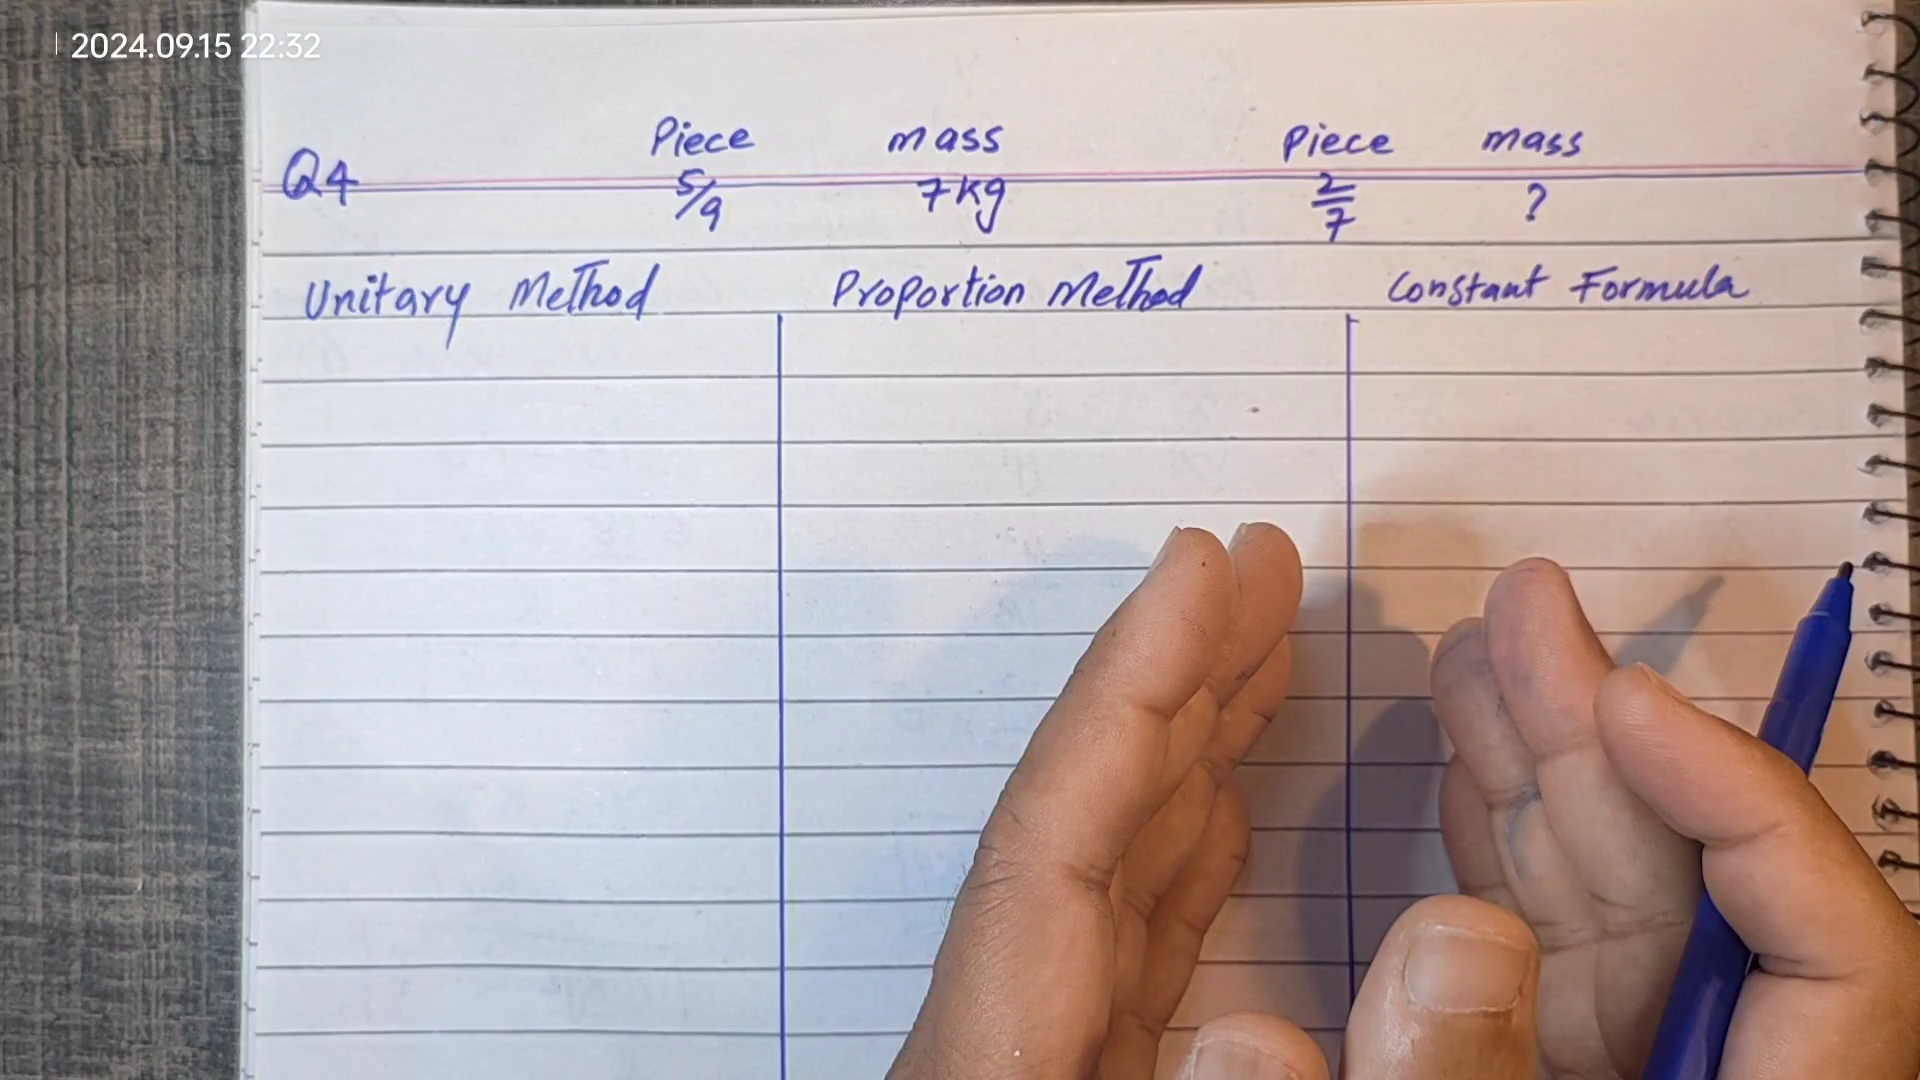 2024.09.15 22:32
Piece mass Piece mass
Q4 5/9 7kg 2/7 ?
Unitary Method Proportion Method Constant Formula